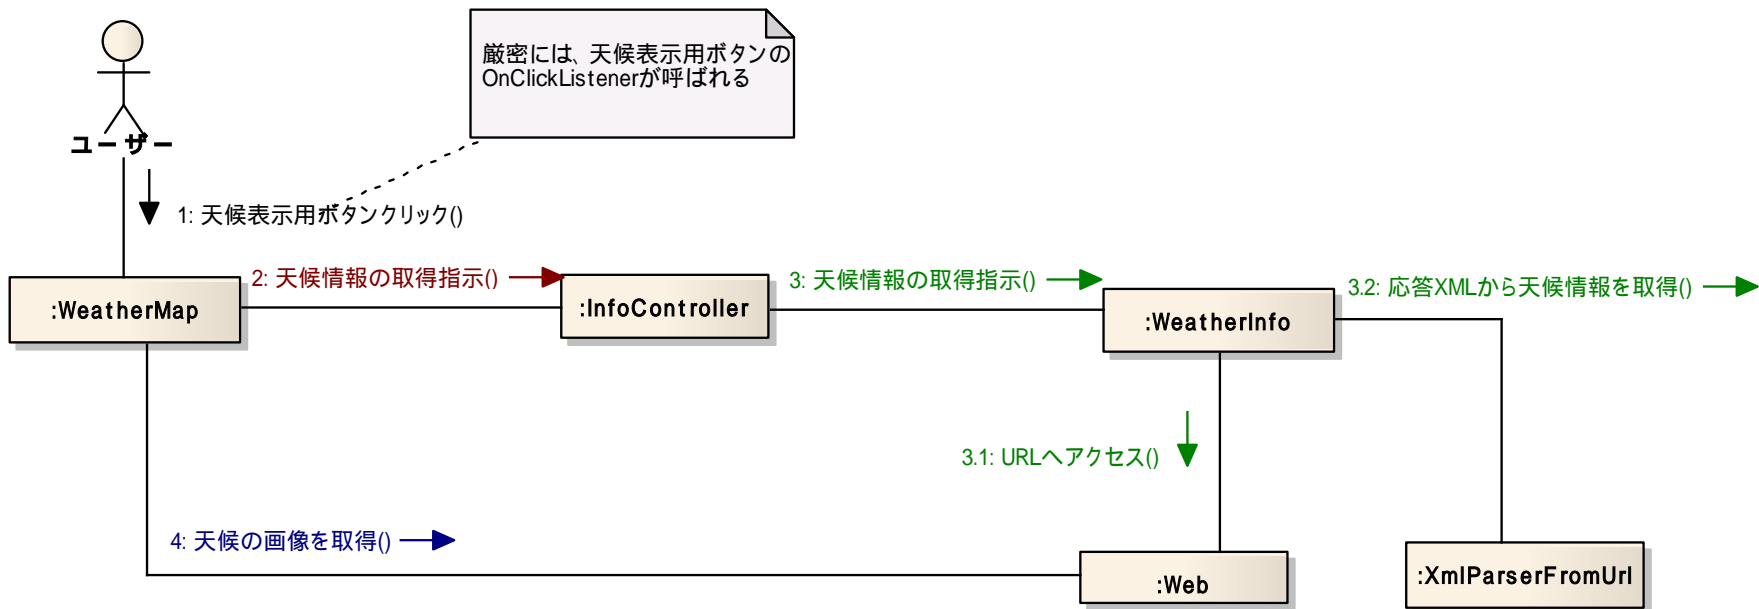 厳密には、天候表示用ボタンの
OnClickListenerが呼ばれる
ユーザー
1: 天候表示用ボタンクリック()
2: 天候情報の取得指示()
3: 天候情報の取得指示()
3.2: 応答XMLから天候情報を取得()
:WeatherMap
:InfoController
:WeatherInfo
3.1: URLへアクセス()
4: 天候の画像を取得()
:Web
:XmlParserFromUrl